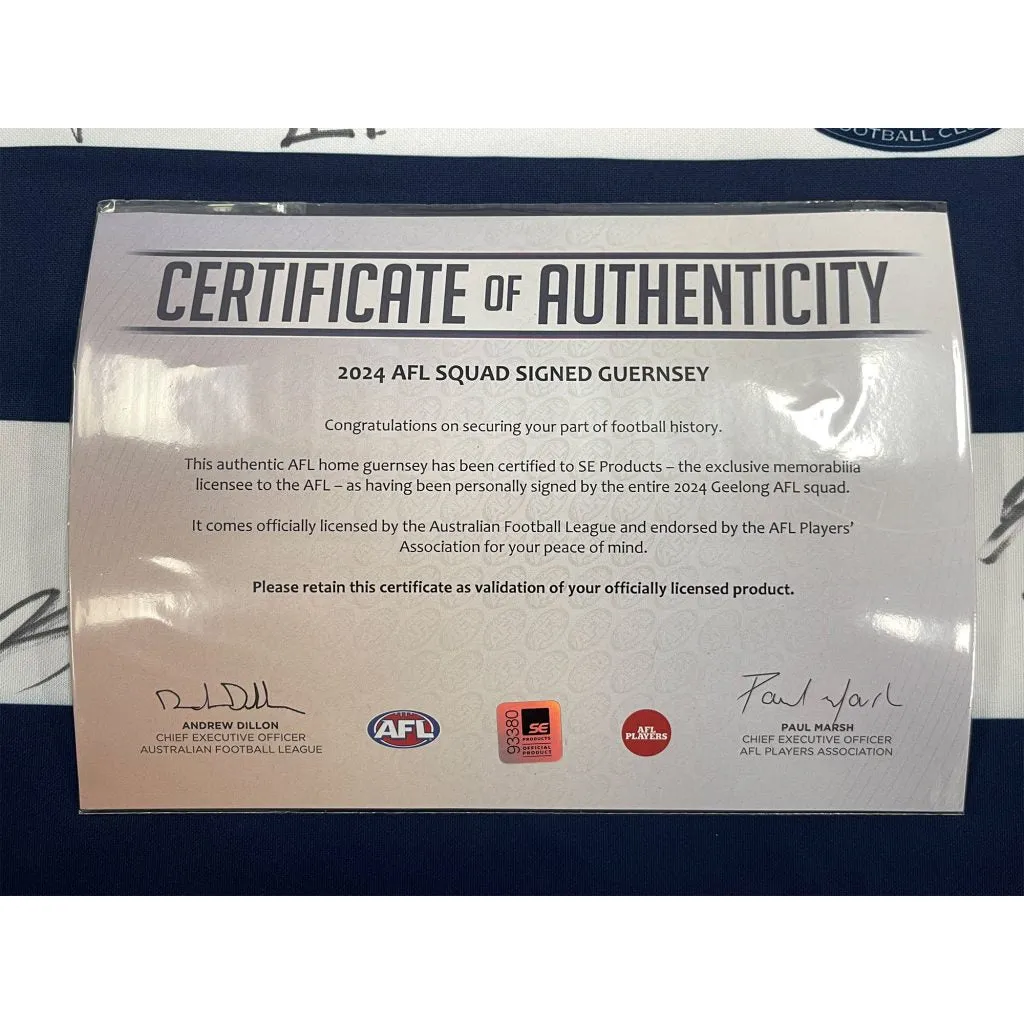 OOTBALL CL
CERTIFICATE OF AUTHENTICITY
2024 AFL SQUAD SIGNED GUERNSEY
Congratulations on securing your part of football history.
This authentic AFL home guernsey has been certified to SE Products – the exclusive memorabilia
licensee to the AFL – as having been personally signed by the entire 2024 Geelong AFL squad.
It comes officially licensed by the Australian Football League and endorsed by the AFL Players’
Association for your peace of mind.
Please retain this certificate as validation of your officially licensed product.
Paul Marsh
ANDREW DILLON
CHIEF EXECUTIVE OFFICER
AUSTRALIAN FOOTBALL LEAGUE
AFL
93380
SE
PRODUCTS
OFFICIAL
PRODUCT
AFL
PLAYERS
PAUL MARSH
CHIEF EXECUTIVE OFFICER
AFL PLAYERS ASSOCIATION